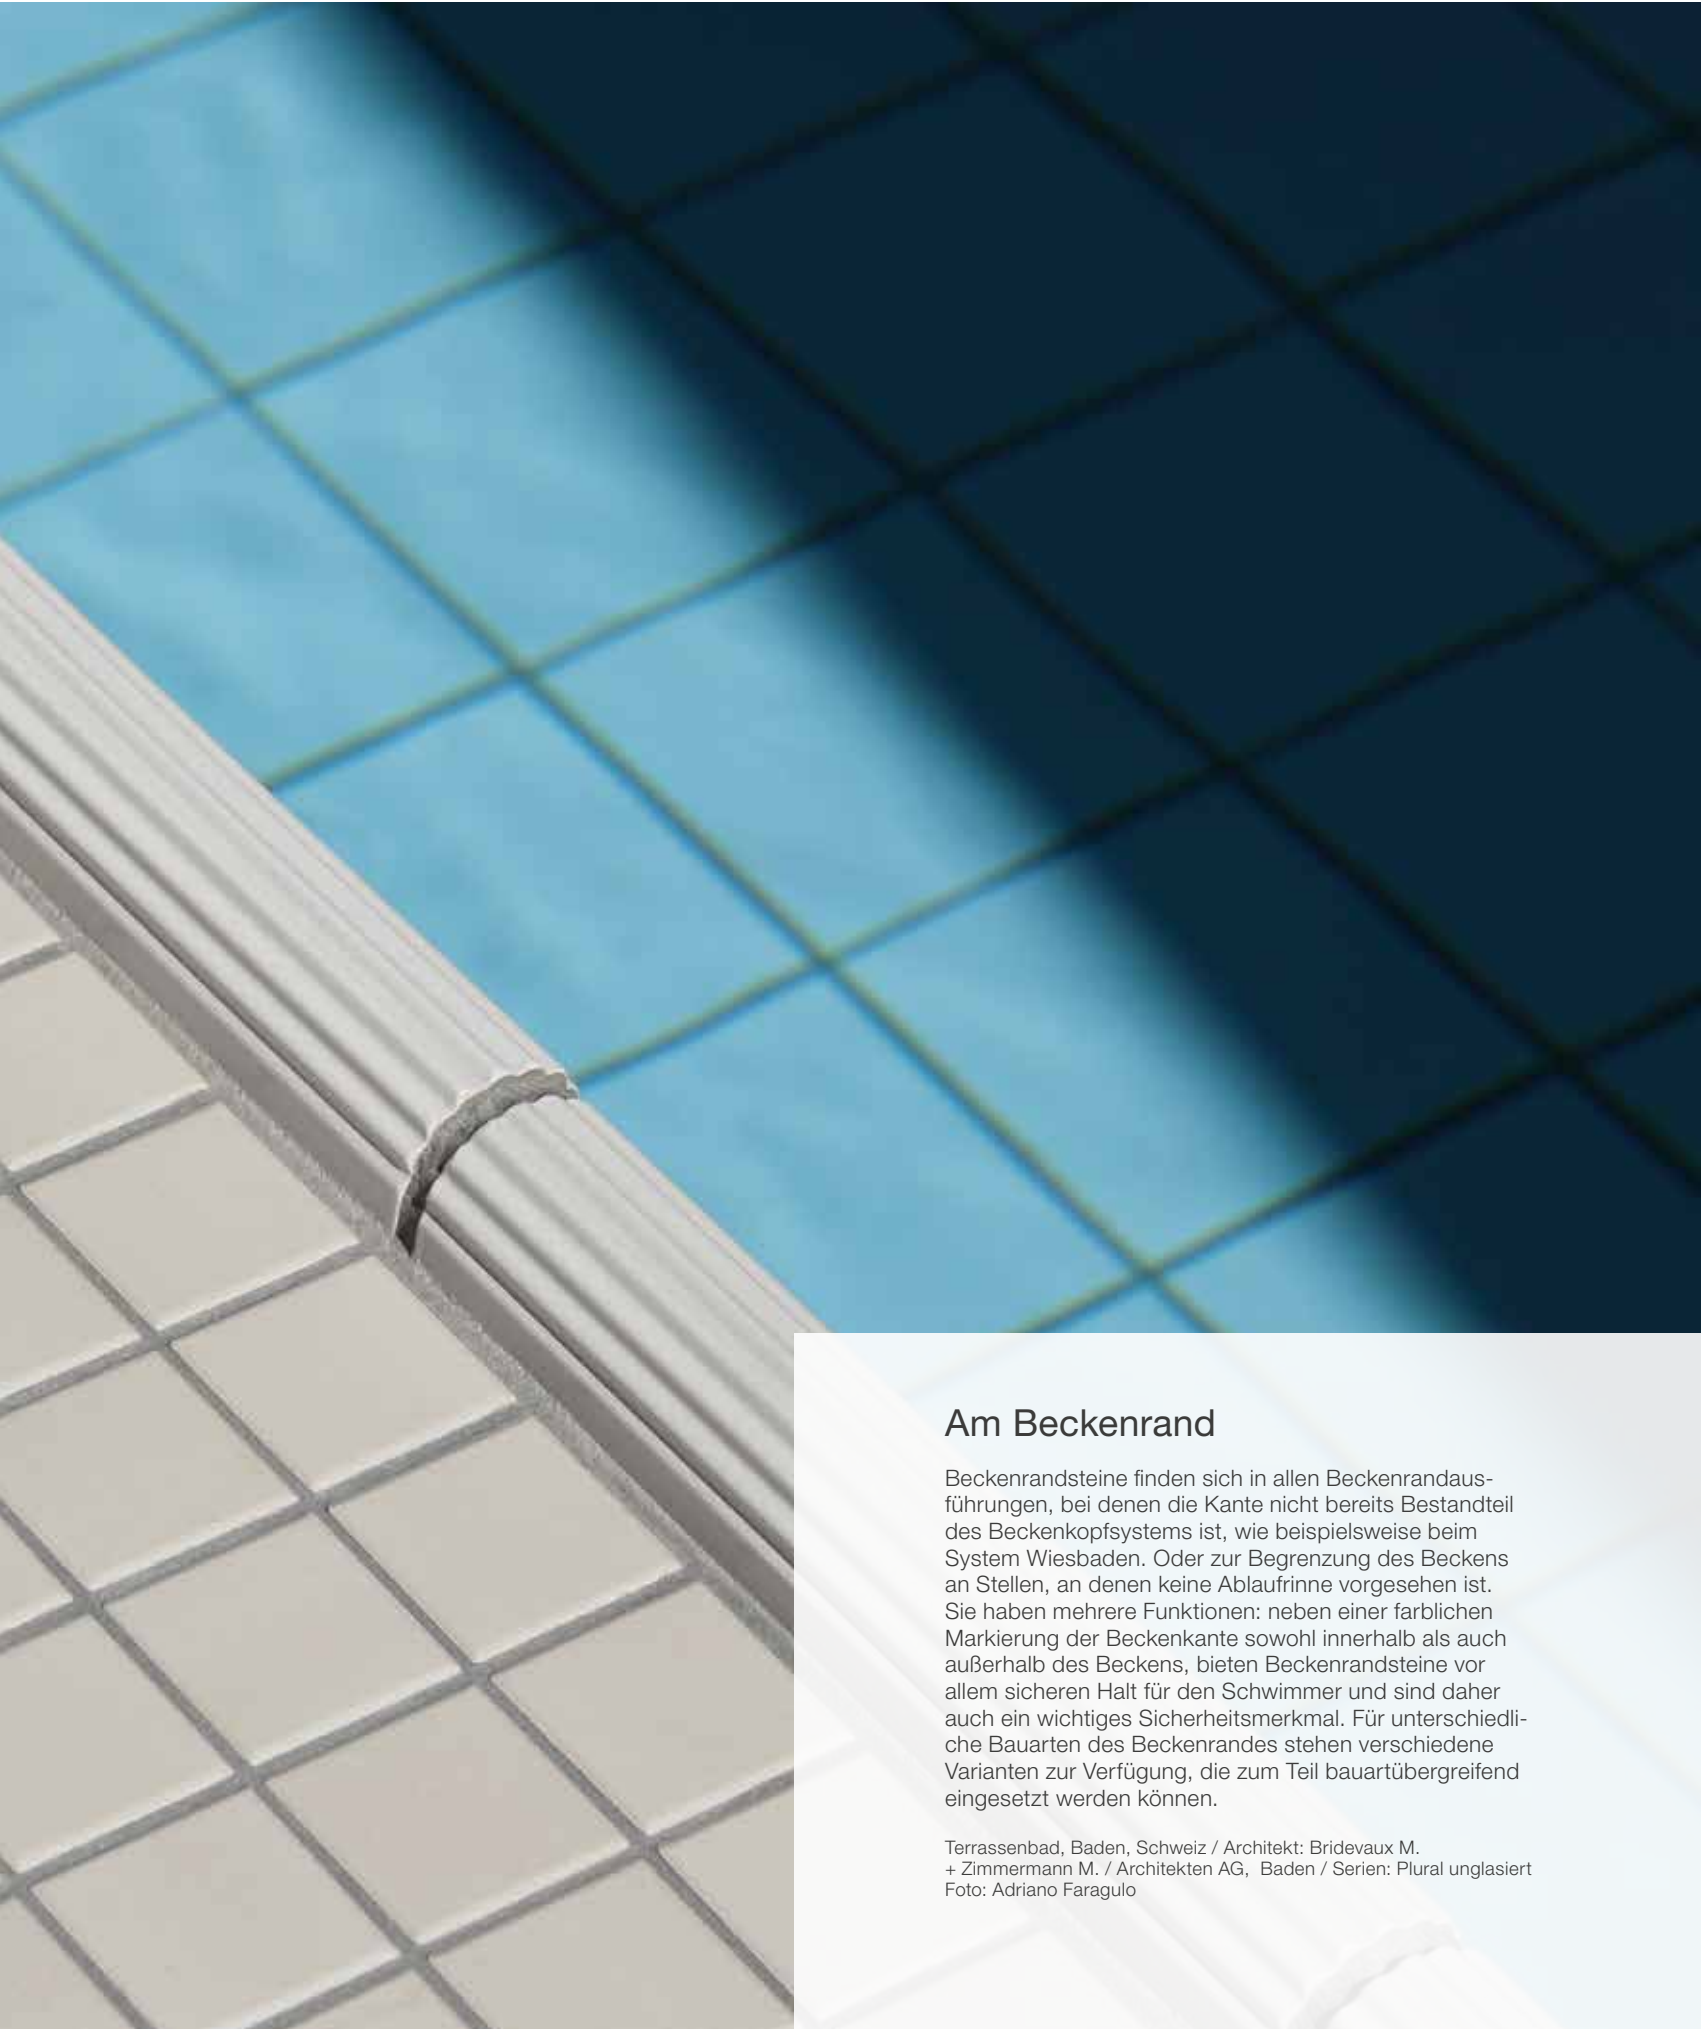 Am Beckenrand
Beckenrandsteine finden sich in allen Beckenrandaus-
führungen, bei denen die Kante nicht bereits Bestandteil
des Beckenkopfsystems ist, wie beispielsweise beim
System Wiesbaden. Oder zur Begrenzung des Beckens
an Stellen, an denen keine Ablaufrinne vorgesehen ist.
Sie haben mehrere Funktionen: neben einer farblichen
Markierung der Beckenkante sowohl innerhalb als auch
außerhalb des Beckens, bieten Beckenrandsteine vor
allem sicheren Halt für den Schwimmer und sind daher
auch ein wichtiges Sicherheitsmerkmal. Für unterschiedli-
che Bauarten des Beckenrandes stehen verschiedene
Varianten zur Verfügung, die zum Teil bauartübergreifend
eingesetzt werden können.
Terrassenbad, Baden, Schweiz / Architekt: Bridevaux M.
+ Zimmermann M. / Architekten AG, Baden / Serien: Plural unglasiert
Foto: Adriano Faragulo